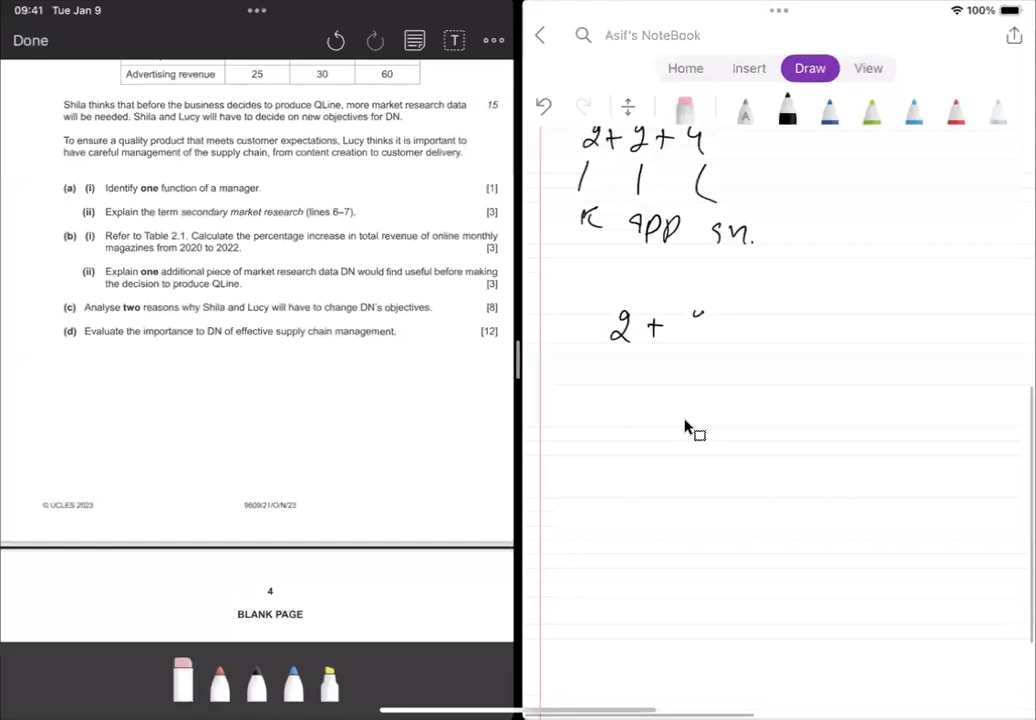 09:41 Tue Jan 9
100%
Done
T
Asif's NoteBook
Home Insert Draw View
A
Advertising revenue 25 30 60
Shila thinks that before the business decides to produce QLine, more market research data 15
will be needed. Shila and Lucy will have to decide on new objectives for DN.
To ensure a quality product that meets customer expectations, Lucy thinks it is important to
have careful management of the supply chain, from content creation to customer delivery.
(a) (i) Identify one function of a manager. [1]
(ii) Explain the term secondary market research (lines 6–7). [3]
(b) (i) Refer to Table 2.1. Calculate the percentage increase in total revenue of online monthly
magazines from 2020 to 2022. [3]
(ii) Explain one additional piece of market research data DN would find useful before making
the decision to produce QLine. [3]
(c) Analyse two reasons why Shila and Lucy will have to change DN's objectives. [8]
(d) Evaluate the importance to DN of effective supply chain management. [12]
© UCLES 2023 9609/21/O/N/23
4
BLANK PAGE
2 + 2 + 4
K app an.
2 +